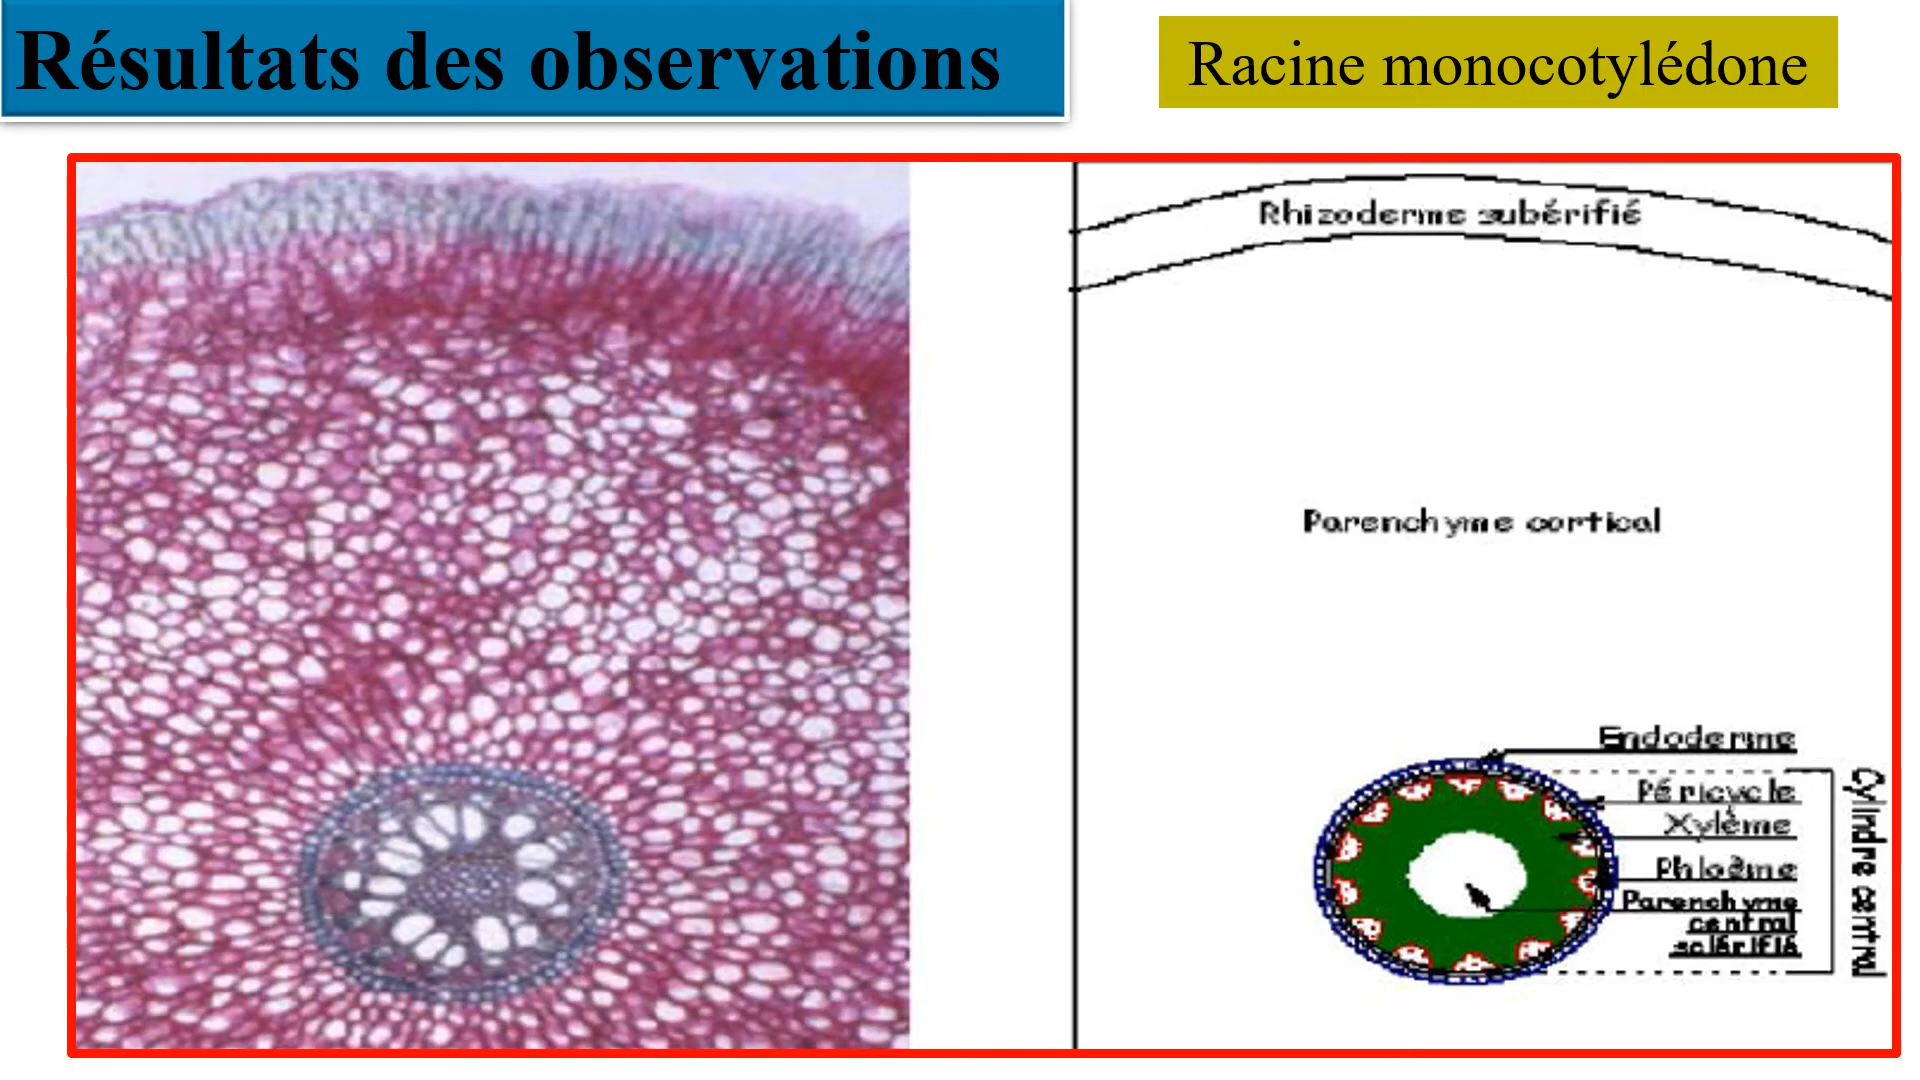 Résultats des observations
Racine monocotylédone
Rhizoderme subérifié
Parenchyme cortical
Endoderme
Péricycle
Xylème
Phloème
Parenchyme
central
sclérifié
Cylindre central